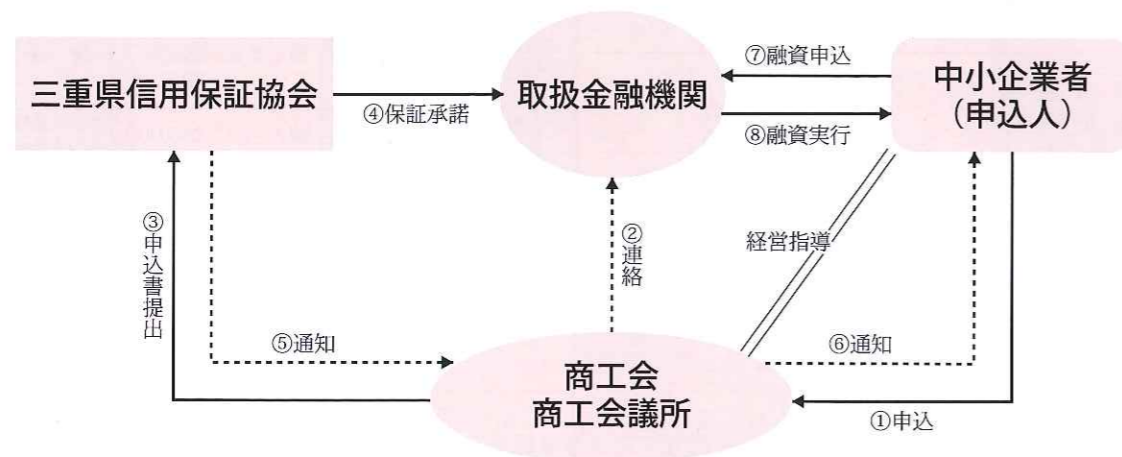 三重県信用保証協会
④保証承諾
取扱金融機関
⑦融資申込
⑧融資実行
中小企業者
（申込人）
③申込書提出
②連絡
経営指導
⑤通知
⑥通知
商工会
商工会議所
①申込